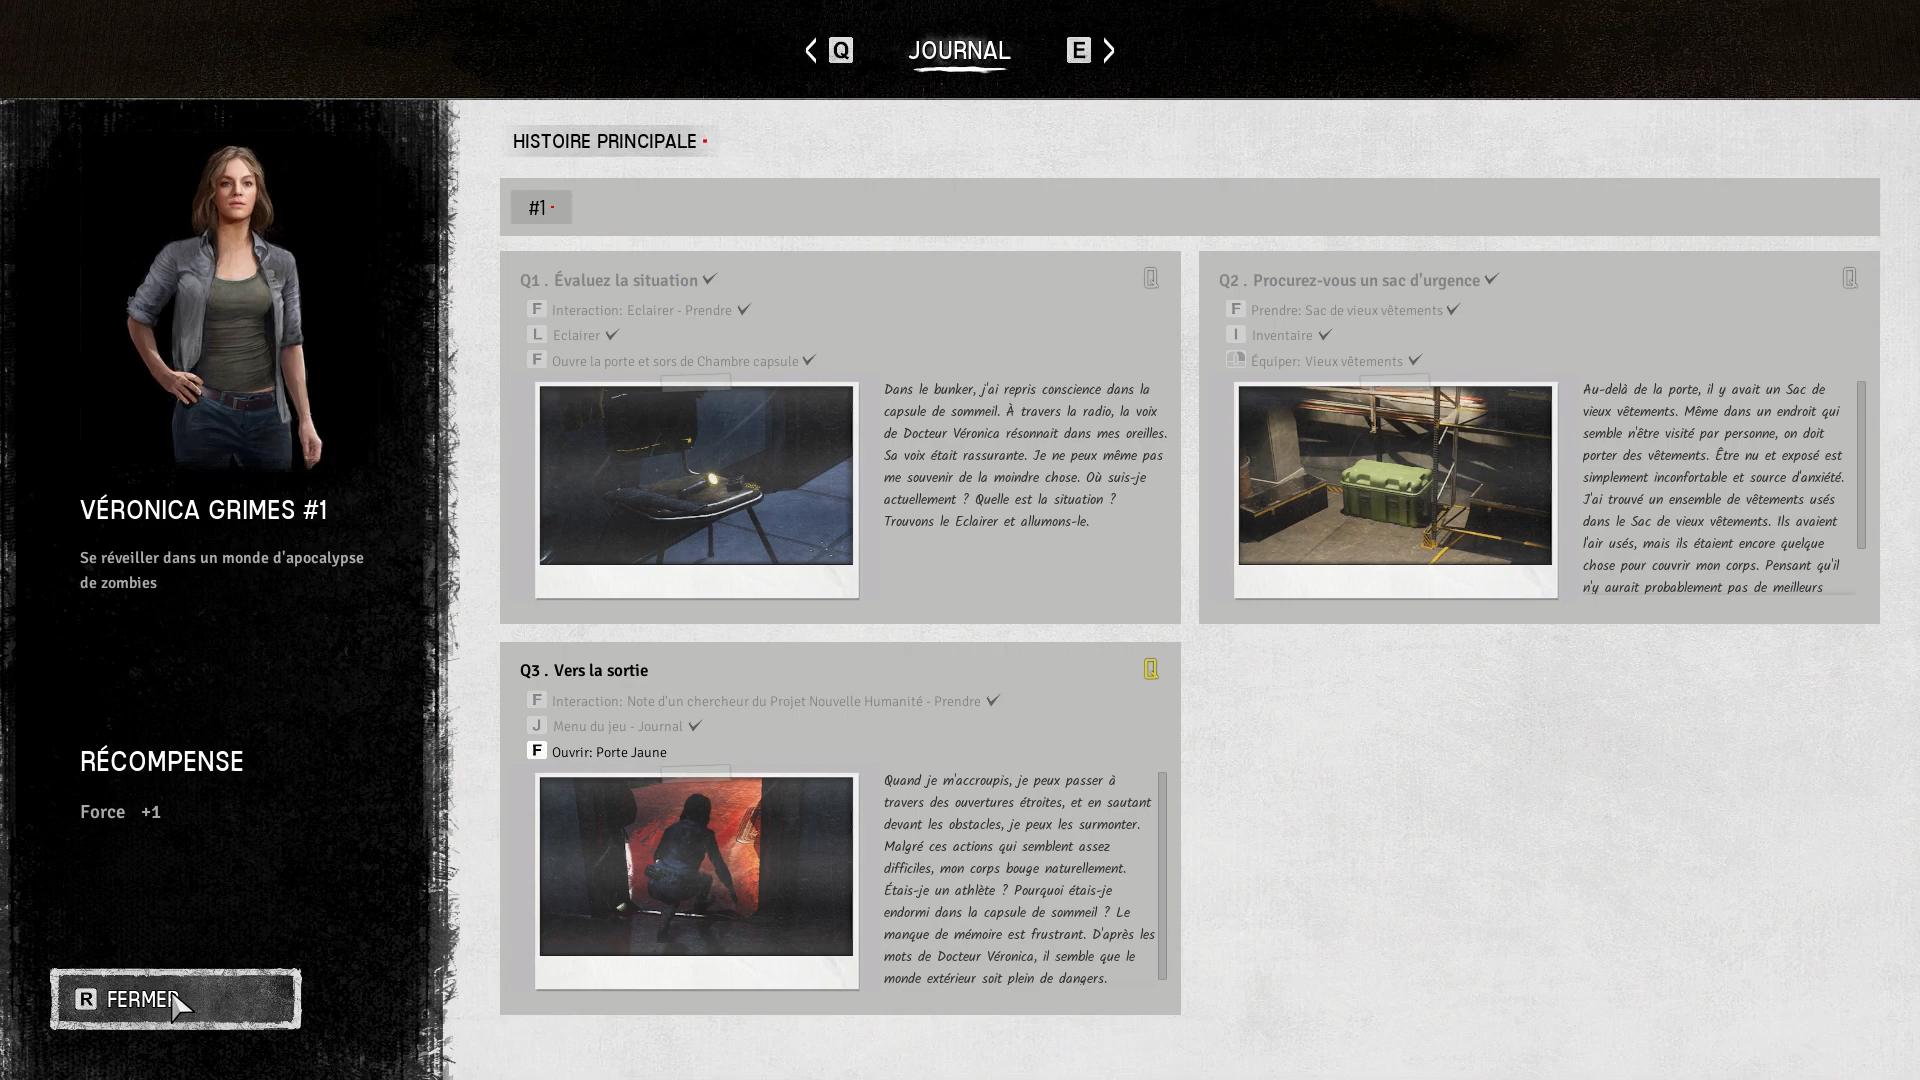 Q
JOURNAL
E
HISTOIRE PRINCIPALE
#1
Q1 . Évaluez la situation
F Interaction: Eclairer - Prendre
L Eclairer
F Ouvre la porte et sors de Chambre capsule
Dans le bunker, j'ai repris conscience dans la
capsule de sommeil. À travers la radio, la voix
de Docteur Véronica résonnait dans mes oreilles.
Sa voix était rassurante. Je ne peux même pas
me souvenir de la moindre chose. Où suis-je
actuellement ? Quelle est la situation ?
Trouvons le Eclairer et allumons-le.
Q2 . Procurez-vous un sac d'urgence
F Prendre: Sac de vieux vêtements
I Inventaire
Équiper: Vieux vêtements
Au-delà de la porte, il y avait un Sac de
vieux vêtements. Même dans un endroit qui
semble n'être visité par personne, on doit
porter des vêtements. Être nu et exposé est
simplement inconfortable et source d'anxiété.
J'ai trouvé un ensemble de vêtements usés
dans le Sac de vieux vêtements. Ils avaient
l'air usés, mais ils étaient encore quelque
chose pour couvrir mon corps. Pensant qu'il
n'y aurait probablement pas de meilleurs
Q3 . Vers la sortie
F Interaction: Note d'un chercheur du Projet Nouvelle Humanité - Prendre
J Menu du jeu - Journal
F Ouvrir: Porte Jaune
Quand je m'accroupis, je peux passer à
travers des ouvertures étroites, et en sautant
devant les obstacles, je peux les surmonter.
Malgré ces actions qui semblent assez
difficiles, mon corps bouge naturellement.
Étais-je un athlète ? Pourquoi étais-je
endormi dans la capsule de sommeil ? Le
manque de mémoire est frustrant. D'après les
mots de Docteur Véronica, il semble que le
monde extérieur soit plein de dangers.
VÉRONICA GRIMES #1
Se réveiller dans un monde d'apocalypse
de zombies
RÉCOMPENSE
Force +1
R FERMER